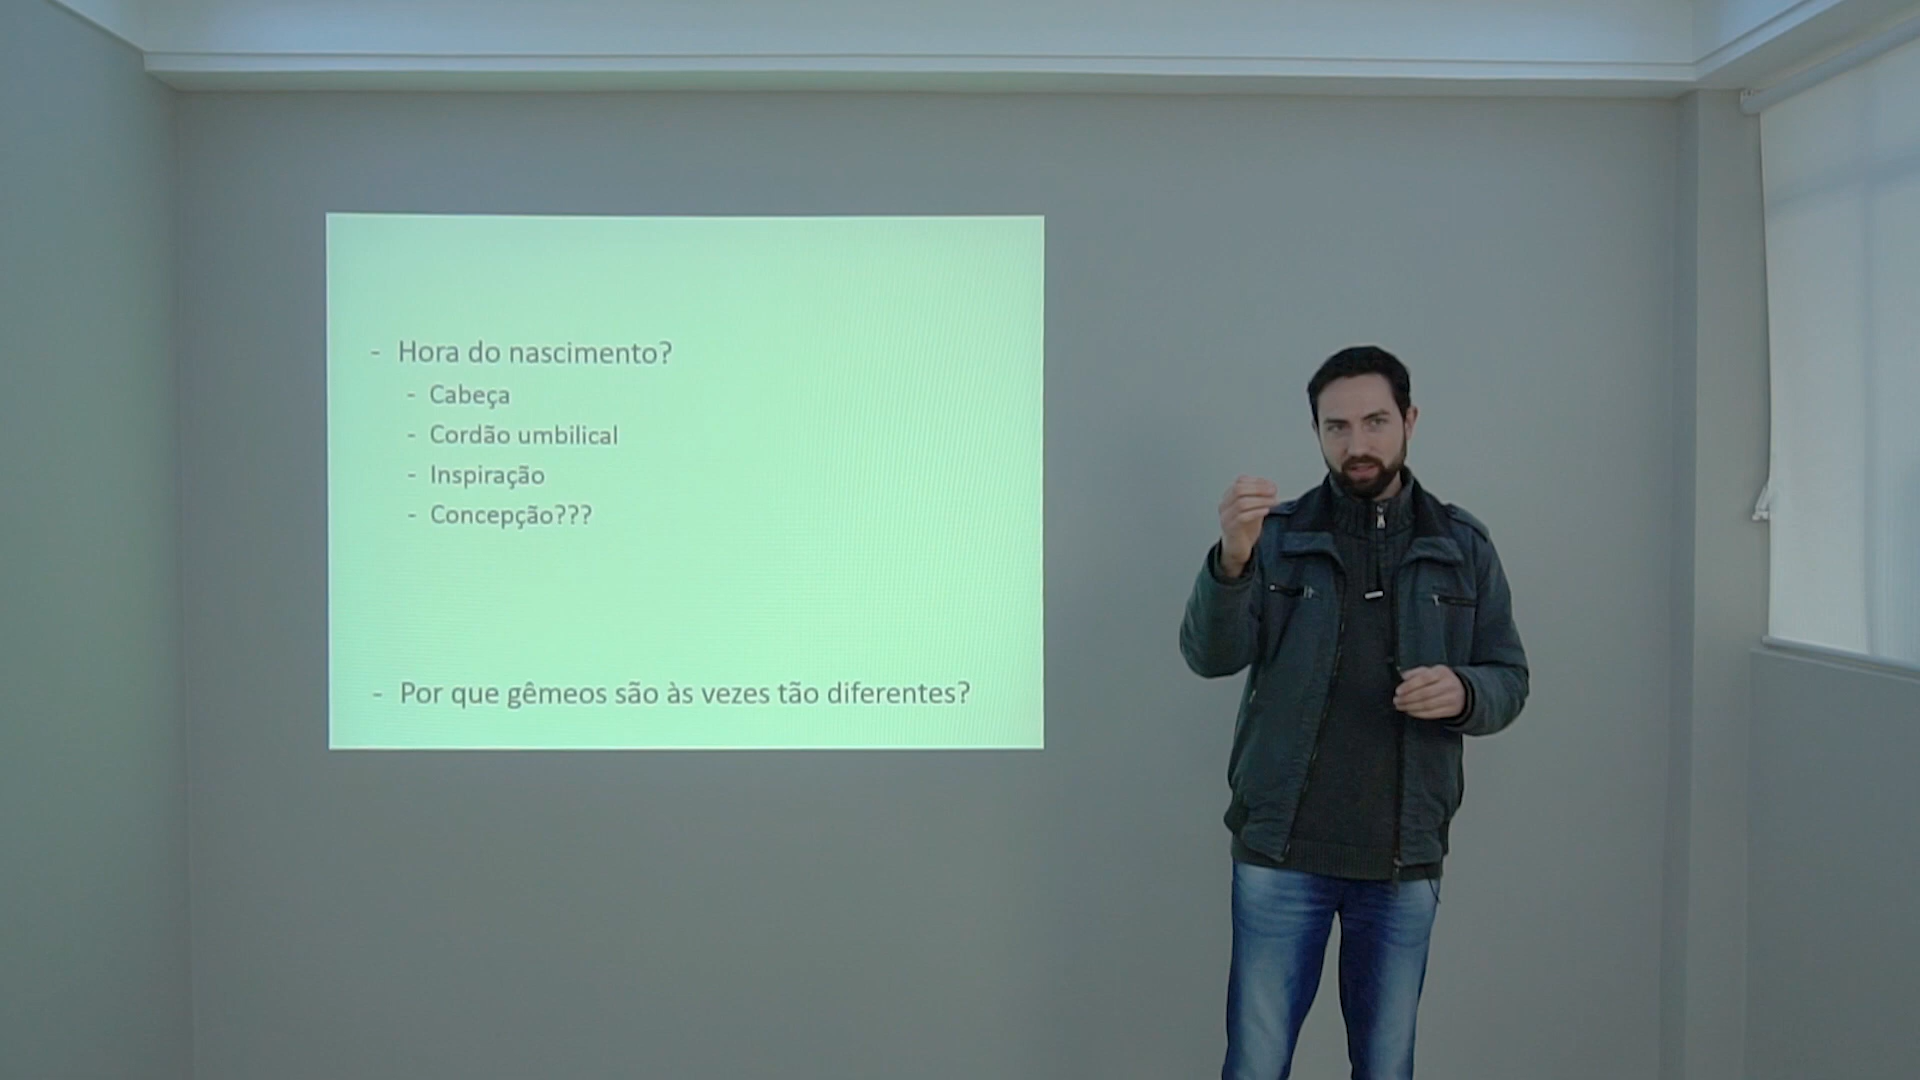 - Hora do nascimento?
- Cabeça
- Cordão umbilical
- Inspiração
- Concepção???
- Por que gêmeos são às vezes tão diferentes?